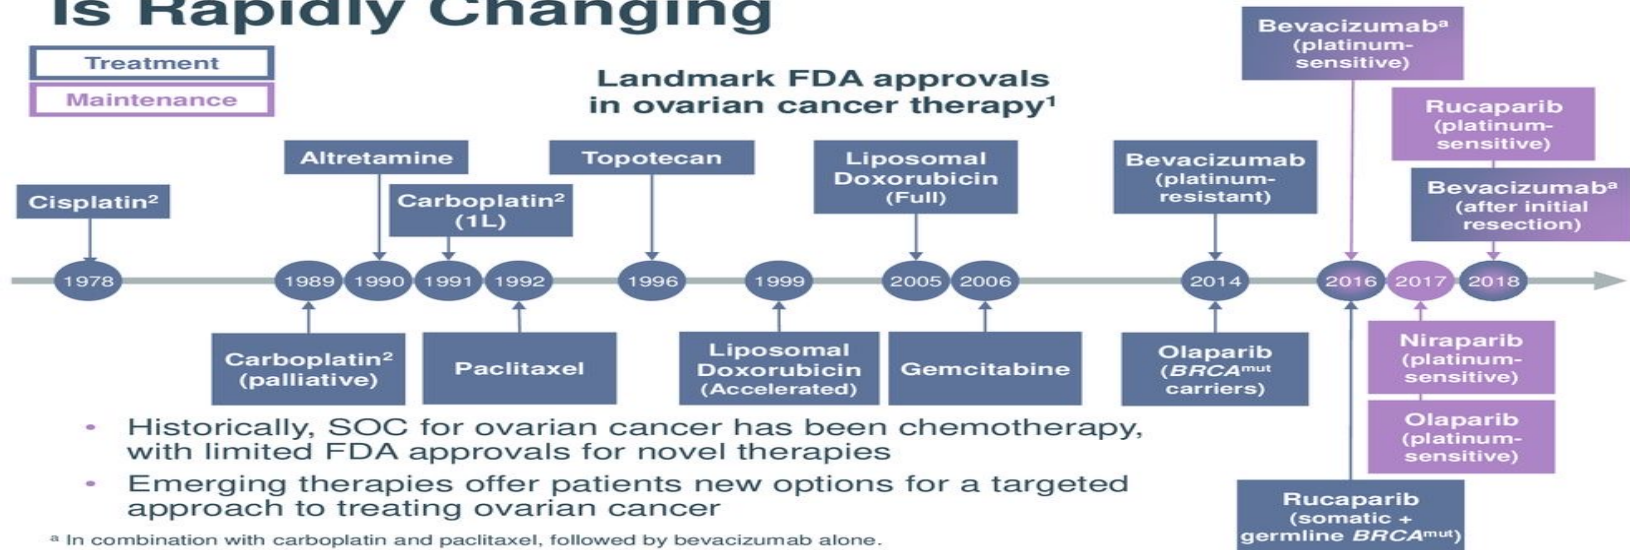 Is Rapidly Changing
Treatment
Maintenance
Landmark FDA approvals
in ovarian cancer therapy¹
Bevacizumabᵃ
(platinum-
sensitive)
Rucaparib
(platinum-
sensitive)
Altretamine
Topotecan
Liposomal
Doxorubicin
(Full)
Bevacizumab
(platinum-
resistant)
Bevacizumabᵃ
(after initial
resection)
Cisplatin²
Carboplatin²
(1L)
1978
1989
1990
1991
1992
1996
1999
2005
2006
2014
2016
2017
2018
Carboplatin²
(palliative)
Paclitaxel
Liposomal
Doxorubicin
(Accelerated)
Gemcitabine
Olaparib
(BRCAᵐᵘᵗ
carriers)
Niraparib
(platinum-
sensitive)
Olaparib
(platinum-
sensitive)
Rucaparib
(somatic +
germline BRCAᵐᵘᵗ)
• Historically, SOC for ovarian cancer has been chemotherapy,
with limited FDA approvals for novel therapies
• Emerging therapies offer patients new options for a targeted
approach to treating ovarian cancer
ᵃ In combination with carboplatin and paclitaxel, followed by bevacizumab alone.